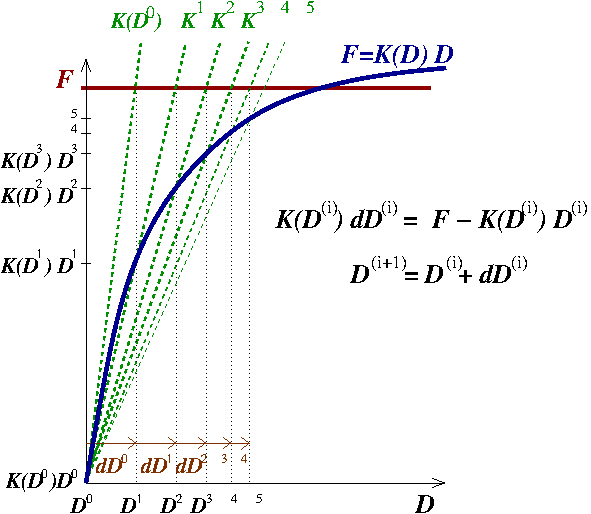 K(D⁰) K¹ K² K³ 4 5
F=K(D) D
F
5
4
K(D³) D³
K(D²) D²
K(D⁽ⁱ⁾) dD⁽ⁱ⁾ = F − K(D⁽ⁱ⁾) D⁽ⁱ⁾
K(D¹) D¹
D⁽ⁱ⁺¹⁾= D⁽ⁱ⁾+ dD⁽ⁱ⁾
dD⁰ dD¹ dD² 3 4
K(D⁰)D⁰
D⁰ D¹ D² D³ 4 5 D